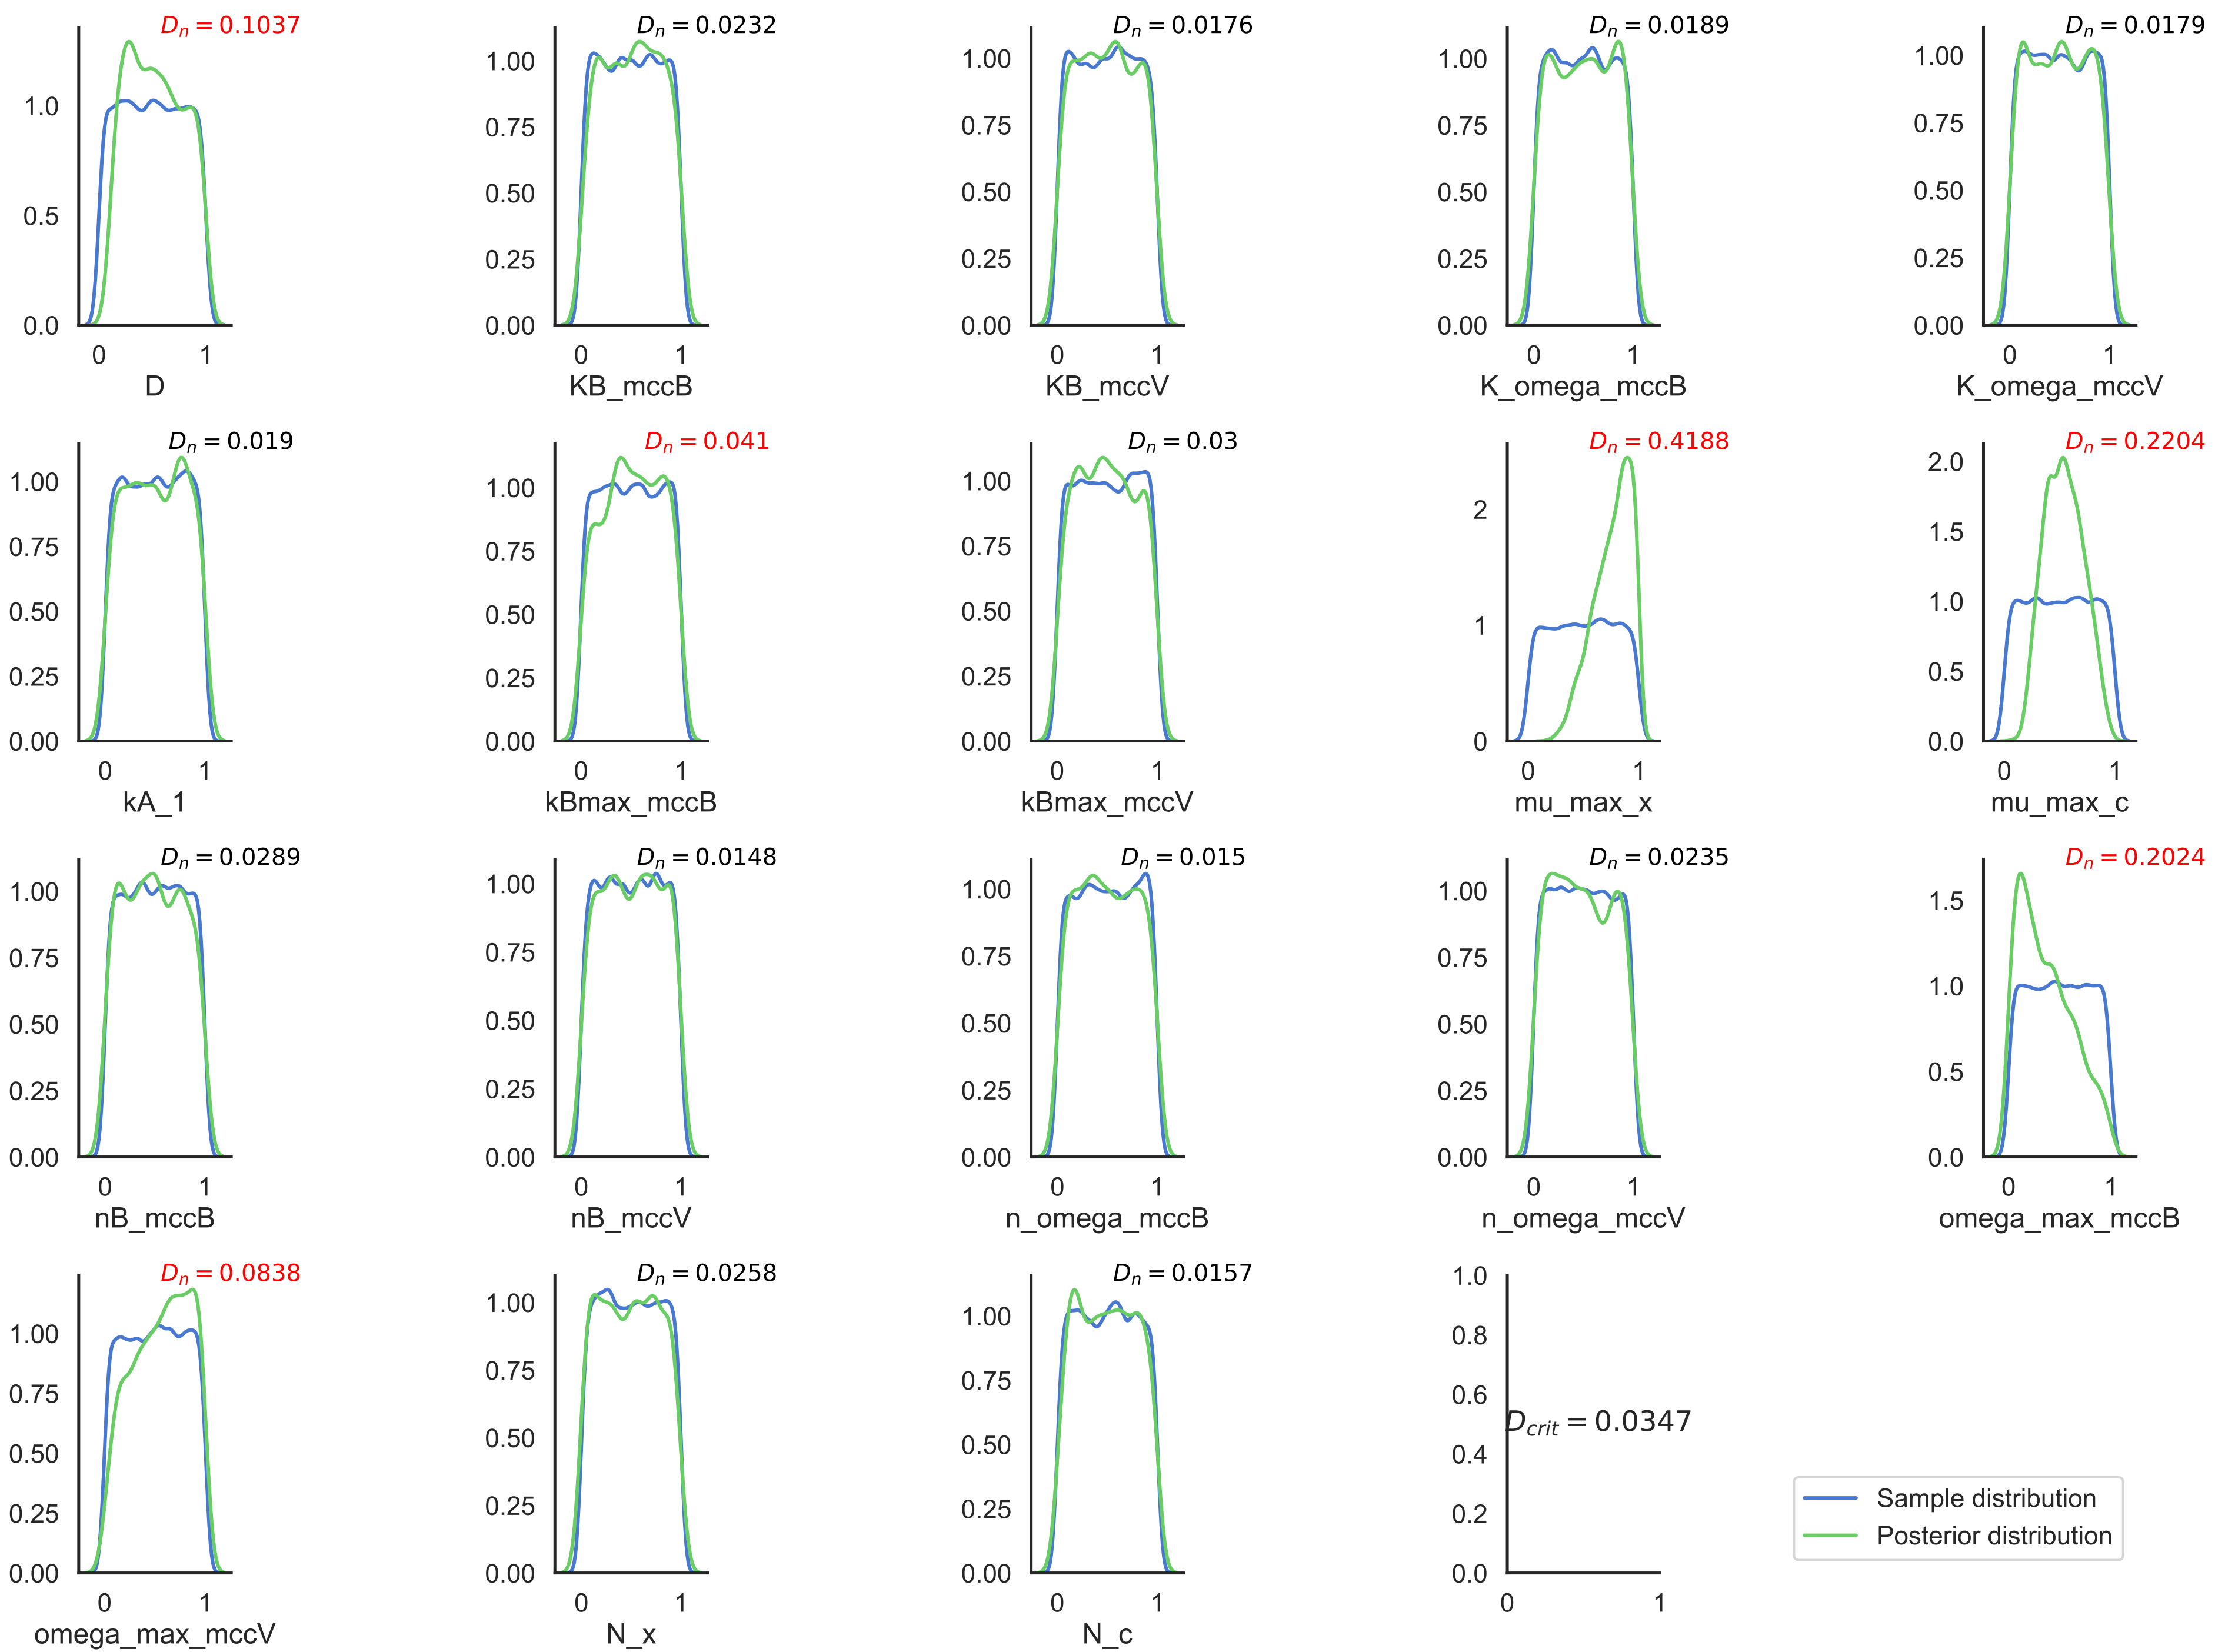 D_n = 0.1037
1.0
0.5
0.0
0 1
D
D_n = 0.0232
1.00
0.75
0.50
0.25
0.00
0 1
KB_mccB
D_n = 0.0176
1.00
0.75
0.50
0.25
0.00
0 1
KB_mccV
D_n = 0.0189
1.00
0.75
0.50
0.25
0.00
0 1
K_omega_mccB
D_n = 0.0179
1.00
0.75
0.50
0.25
0.00
0 1
K_omega_mccV
D_n = 0.019
1.00
0.75
0.50
0.25
0.00
0 1
kA_1
D_n = 0.041
1.00
0.75
0.50
0.25
0.00
0 1
kBmax_mccB
D_n = 0.03
1.00
0.75
0.50
0.25
0.00
0 1
kBmax_mccV
D_n = 0.4188
2
1
0
0 1
mu_max_x
D_n = 0.2204
2.0
1.5
1.0
0.5
0.0
0 1
mu_max_c
D_n = 0.0289
1.00
0.75
0.50
0.25
0.00
0 1
nB_mccB
D_n = 0.0148
1.00
0.75
0.50
0.25
0.00
0 1
nB_mccV
D_n = 0.015
1.00
0.75
0.50
0.25
0.00
0 1
n_omega_mccB
D_n = 0.0235
1.00
0.75
0.50
0.25
0.00
0 1
n_omega_mccV
D_n = 0.2024
1.5
1.0
0.5
0.0
0 1
omega_max_mccB
D_n = 0.0838
1.00
0.75
0.50
0.25
0.00
0 1
omega_max_mccV
D_n = 0.0258
1.00
0.75
0.50
0.25
0.00
0 1
N_x
D_n = 0.0157
1.00
0.75
0.50
0.25
0.00
0 1
N_c
1.0
0.8
0.6
D_crit = 0.0347
0.4
0.2
0.0
0 1
Sample distribution
Posterior distribution